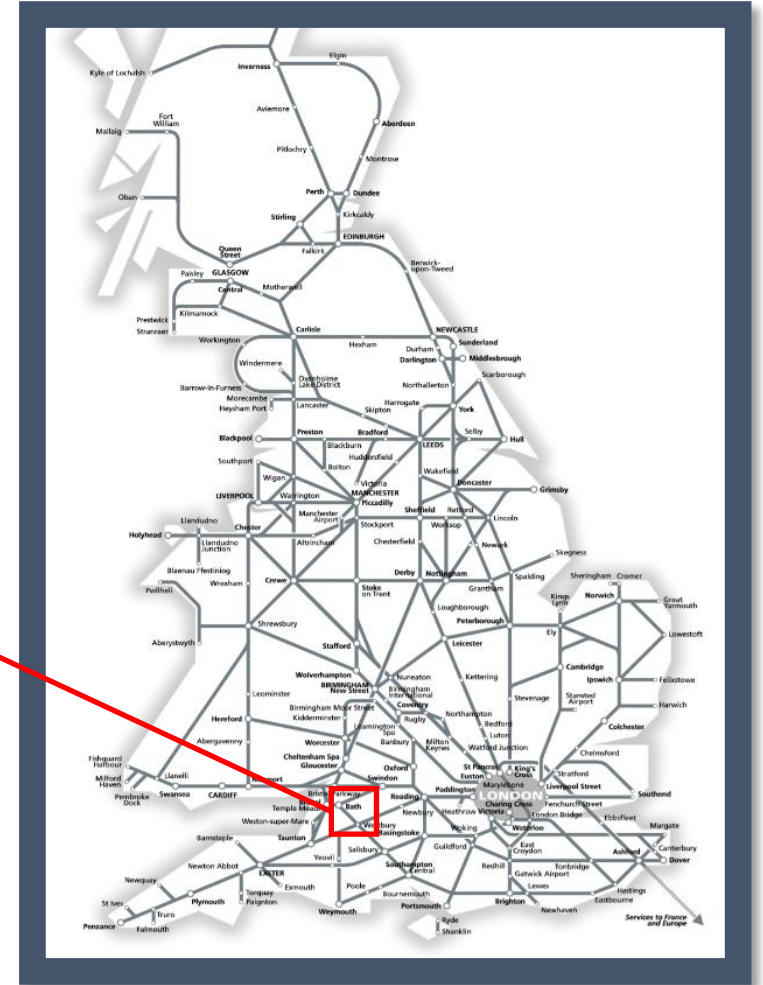 Elgin
Inverness
Kyle of Lochalsh
Aviemore
Fort
William
Aberdeen
Mallaig
Pitlochry
Montrose
Perth
Dundee
Oban
Stirling
Kirkcaldy
EDINBURGH
Queen
Street
Falkirk
Berwick-
upon-Tweed
Paisley
GLASGOW
Central
Motherwell
Prestwick
Kilmarnock
Stranraer
Carlisle
NEWCASTLE
Workington
Hexham
Sunderland
Durham
Darlington
Middlesbrough
Windermere
Scarborough
Oxenholme
Lake District
Northallerton
Barrow-in-Furness
Morecambe
Heysham Port
Lancaster
Harrogate
York
Skipton
Blackpool
Preston
Bradford
LEEDS
Selby
Hull
Blackburn
Huddersfield
Southport
Bolton
Wakefield
Wigan
Victoria
Doncaster
MANCHESTER
Piccadilly
Grimsby
LIVERPOOL
Warrington
Manchester
Airport
Sheffield
Retford
Lincoln
Llandudno
Stockport
Worksop
Holyhead
Chester
Llandudno
Junction
Altrincham
Chesterfield
Newark
Skegness
Blaenau Ffestiniog
Pwllheli
Wrexham
Crewe
Stoke
on Trent
Derby
Nottingham
Grantham
Spalding
Sheringham
Cromer
Kings
Lynn
Norwich
Great
Yarmouth
Loughborough
Shrewsbury
Peterborough
Ely
Lowestoft
Aberystwyth
Stafford
Leicester
Wolverhampton
Cambridge
BIRMINGHAM
New Street
Nuneaton
Kettering
Ipswich
Felixstowe
Birmingham
International
Leominster
Stevenage
Stansted
Airport
Harwich
Birmingham Moor Street
Coventry
Kidderminster
Rugby
Northampton
Hereford
Leamington
Spa
Bedford
Colchester
Worcester
Banbury
Milton
Keynes
Luton
Abergavenny
Watford Junction
Chelmsford
Cheltenham Spa
Fishguard
Harbour
Gloucester
Oxford
St Pancras
King's
Cross
Euston
Stratford
Milford
Haven
Llanelli
Newport
Swindon
Marylebone
Liverpool Street
Pembroke
Dock
Swansea
CARDIFF
Bristol Parkway
Reading
Paddington
LONDON
Southend
Bristol
Temple Meads
Bath
Charing Cross
Fenchurch Street
Newbury
Heathrow
Victoria
London Bridge
Ebbsfleet
Weston-super-Mare
Westbury
Waterloo
Margate
Barnstaple
Taunton
Basingstoke
Woking
East
Croydon
Canterbury
Salisbury
Guildford
Ashford
Dover
Yeovil
Redhill
Tonbridge
Newton Abbot
EXETER
Southampton
Central
Gatwick Airport
Newquay
Exmouth
Poole
Lewes
Hastings
Torquay
Paignton
Bournemouth
Eastbourne
St Ives
Plymouth
Weymouth
Portsmouth
Brighton
Newhaven
Truro
Ryde
Services to France
and Europe
Penzance
Falmouth
Shanklin